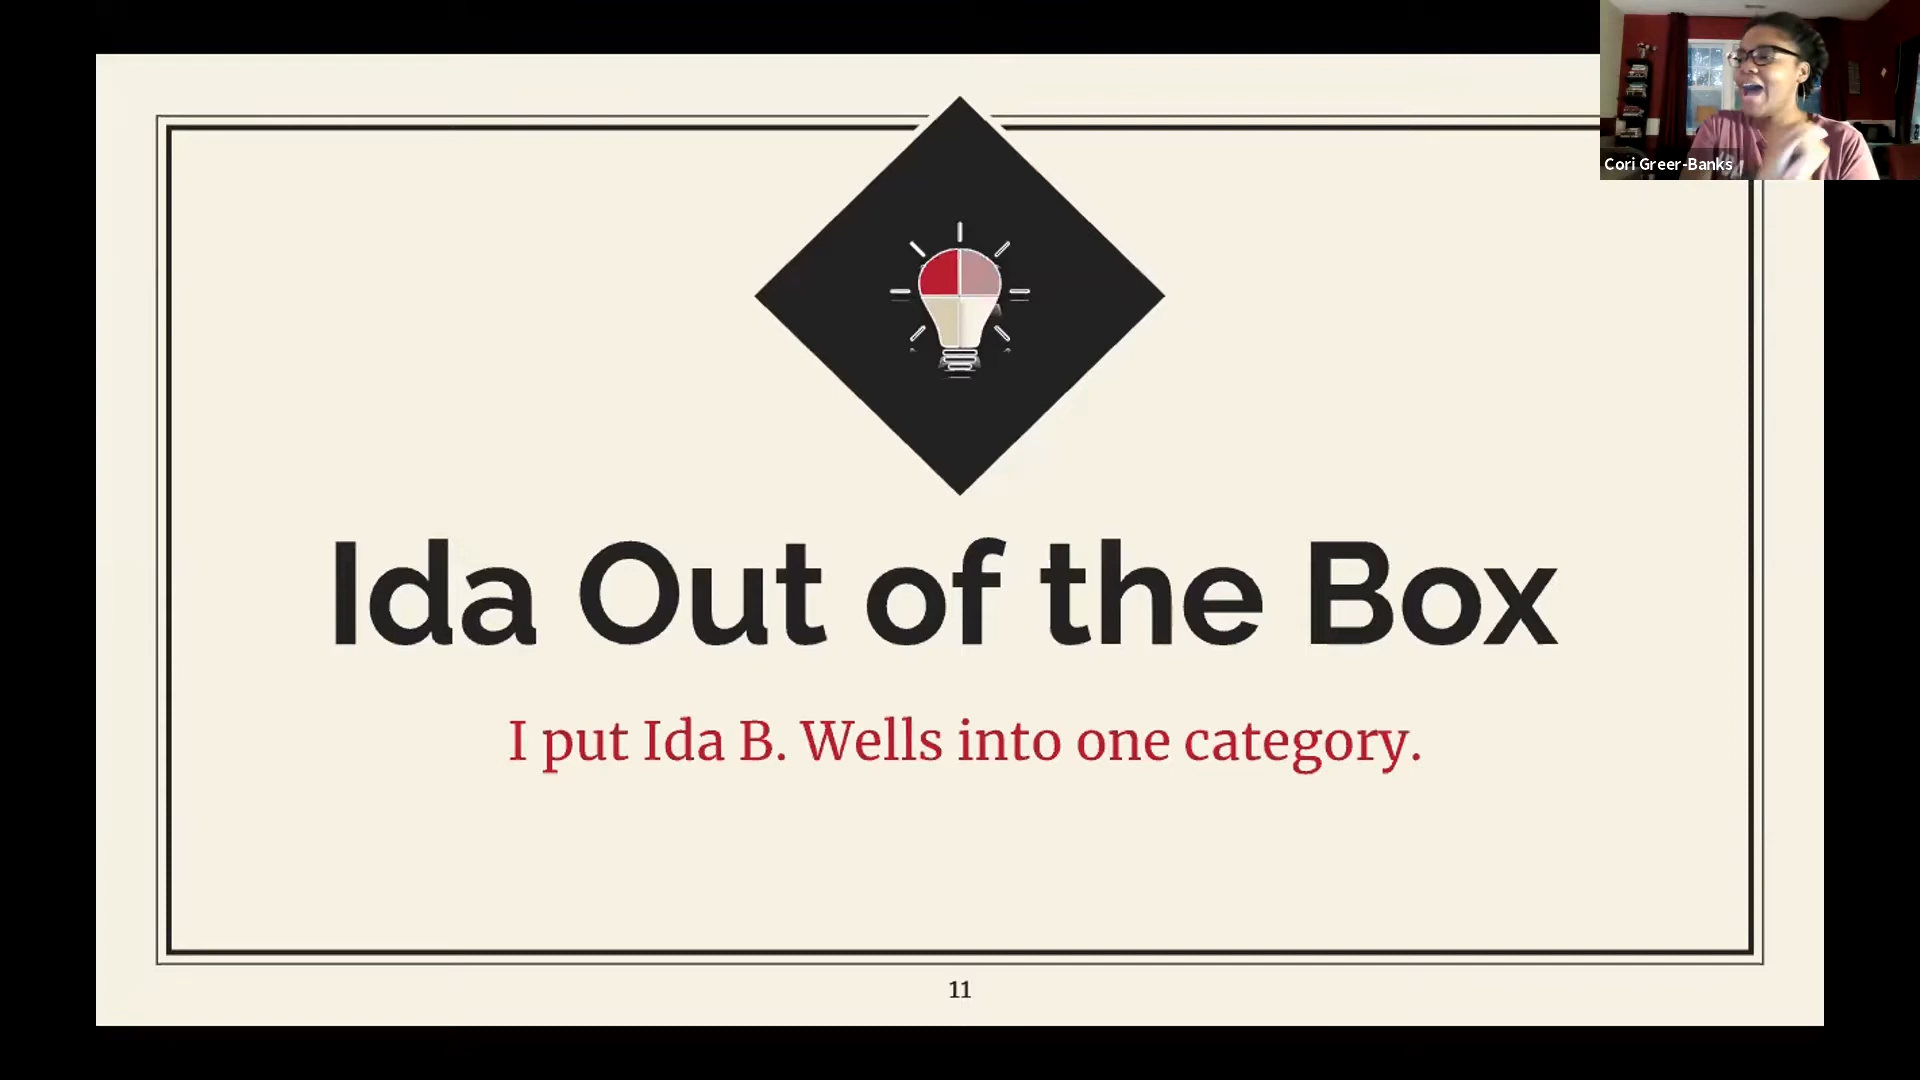 Cori Greer-Banks
Ida Out of the Box
I put Ida B. Wells into one category.
11